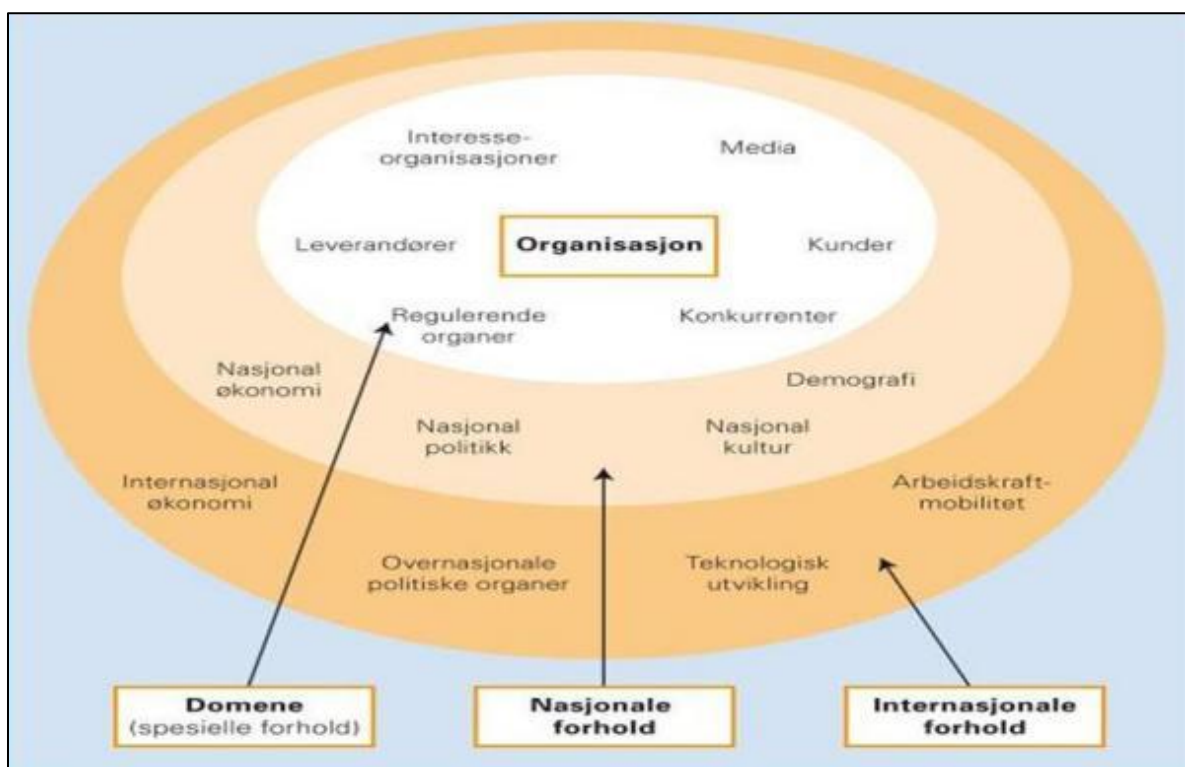 Interesse-
organisasjoner
Media
Leverandører
Organisasjon
Kunder
Regulerende
organer
Konkurrenter
Nasjonal
økonomi
Demografi
Nasjonal
politikk
Nasjonal
kultur
Internasjonal
økonomi
Arbeidskraft-
mobilitet
Overnasjonale
politiske organer
Teknologisk
utvikling
Domene
(spesielle forhold)
Nasjonale
forhold
Internasjonale
forhold